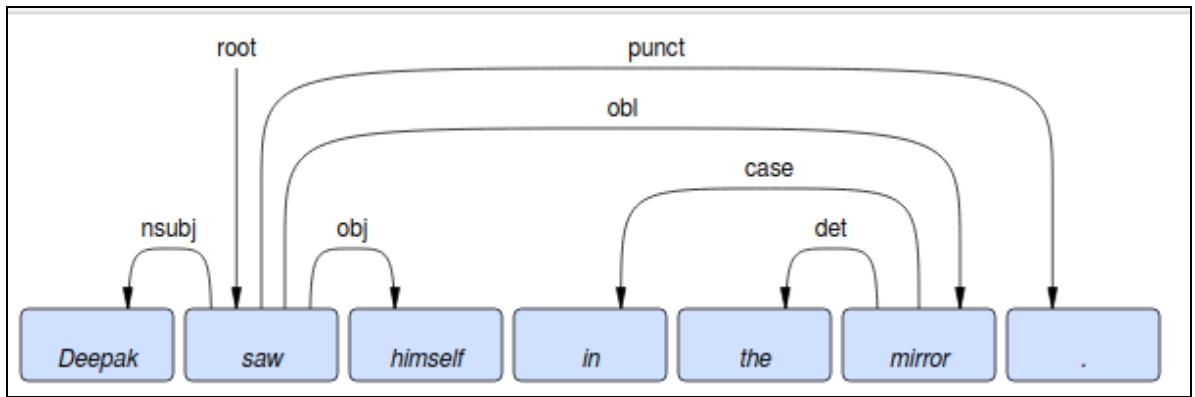 root punct
obl
case
nsubj obj det
Deepak saw himself in the mirror .